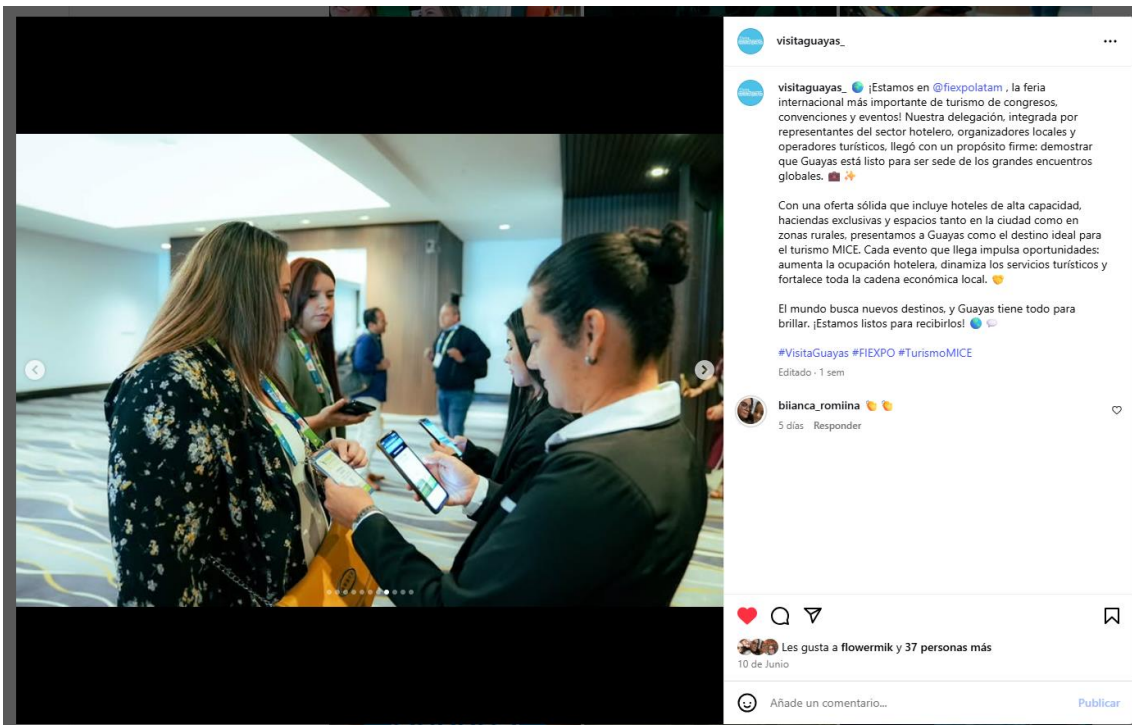 visitaguayas_
visitaguayas_ 🌎 ¡Estamos en @fiexpolatam , la feria
internacional más importante de turismo de congresos,
convenciones y eventos! Nuestra delegación, integrada por
representantes del sector hotelero, organizadores locales y
operadores turísticos, llegó con un propósito firme: demostrar
que Guayas está listo para ser sede de los grandes encuentros
globales. 💼 ✨
Con una oferta sólida que incluye hoteles de alta capacidad,
haciendas exclusivas y espacios tanto en la ciudad como en
zonas rurales, presentamos a Guayas como el destino ideal para
el turismo MICE. Cada evento que llega impulsa oportunidades:
aumenta la ocupación hotelera, dinamiza los servicios turísticos y
fortalece toda la cadena económica local. 👏
El mundo busca nuevos destinos, y Guayas tiene todo para
brillar. ¡Estamos listos para recibirlos! 🌎 💬
#VisitaGuayas #FIEXPO #TurismoMICE
Editado · 1 sem
biianca_romiina 👏 👏
5 días Responder
Les gusta a flowermik y 37 personas más
10 de Junio
Añade un comentario...
Publicar